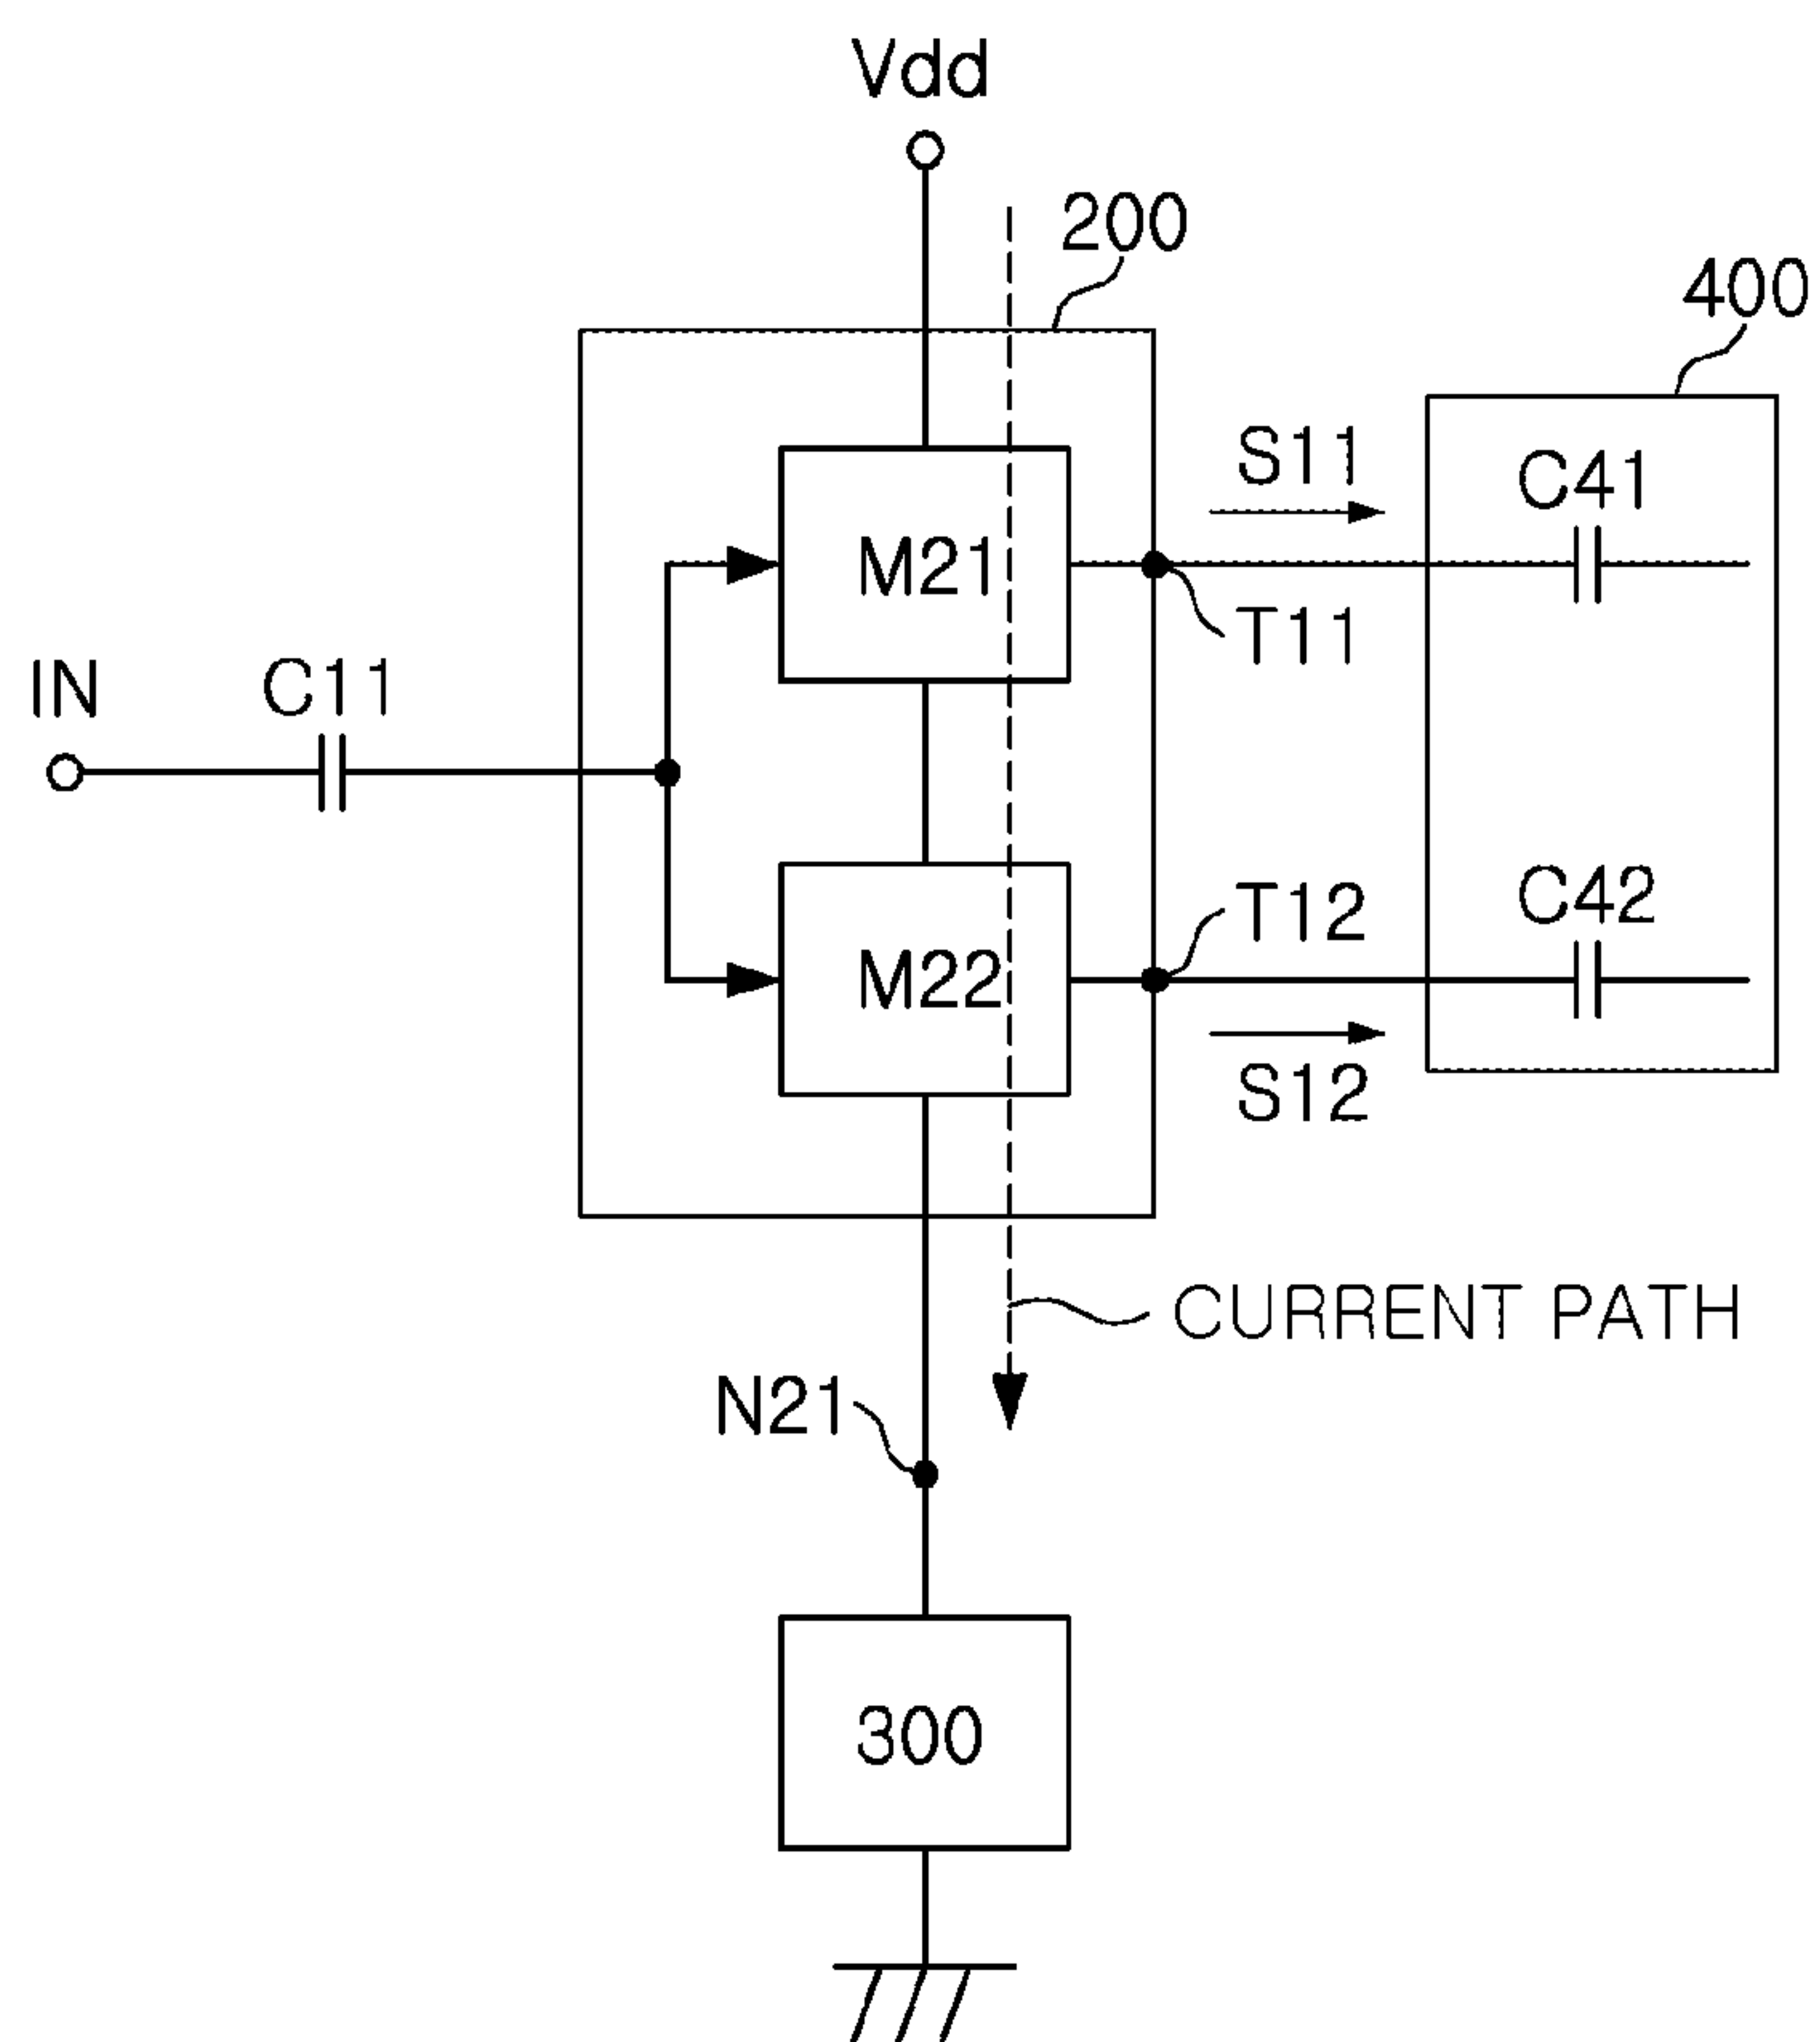 Vdd
200
400
S11
C41
M21
T11
IN
C11
C42
T12
M22
S12
CURRENT PATH
N21
300